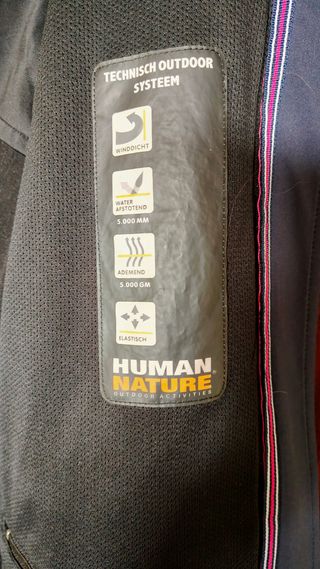 TECHNISCH OUTDOOR
SYSTEEM
WINDDICHT
WATER
AFSTOTEND
5.000 MM
ADEMEND
5.000 GM
ELASTISCH
HUMAN
NATURE®
OUTDOOR ACTIVITIES